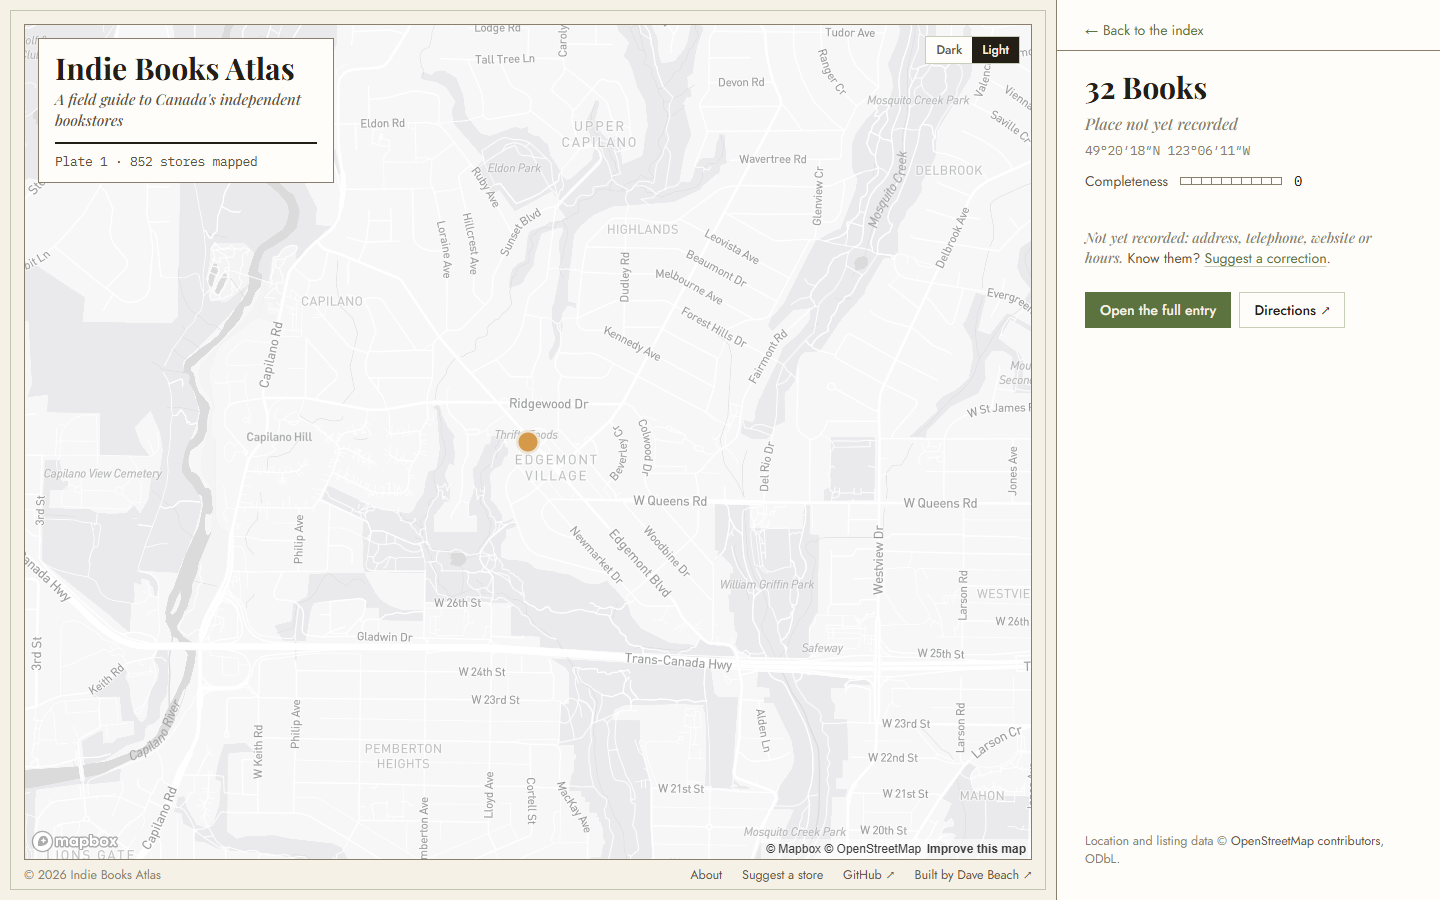 Indie Books Atlas
A field guide to Canada's independent
bookstores
Plate 1 · 852 stores mapped
Dark
Light
Lodge Rd
Tall Tree Ln
Tudor Ave
Ranger Cr
Devon Rd
Mosquito Creek Park
Saville Cr
Eldon Rd
UPPER
CAPILANO
Wavertree Rd
Eldon Park
Ruby Ave
DELBROOK
Glenview Cr
Mosquito Creek
Loraine Ave
Hillcrest Ave
Sunset Blvd
HIGHLANDS
Leovista Ave
Delbrook Ave
Dudley Rd
Beaumont Dr
Melbourne Ave
CAPILANO
Forest Hills Dr
Kennedy Ave
Capilano Rd
Fairmont Rd
Ridgewood Dr
W St James R
Capilano Hill
Beverley Cr
Colwood Dr
Del Rio Dr
EDGEMONT
VILLAGE
Capilano View Cemetery
Jones Ave
3rd St
W Queens Rd
W Queens Rd
Philip Ave
Newmarket Dr
Edgemont Blvd
Woodbine Dr
Westview Dr
William Griffin Park
Larson Rd
WESTVIE
W 26th St
W 26th
Gladwin Dr
3rd St
Trans-Canada Hwy
Safeway
W 25th St
Keith Rd
W 24th St
W 23rd St
Capilano River
W Keith Rd
Philip Ave
Alden Ln
W 23rd St
Larson Rd
Larson Cr
PEMBERTON
HEIGHTS
W 22nd St
Lloyd Ave
Cortell St
MacKay Ave
W 21st St
W 21st St
MAHON
Capilano Rd
mberton Ave
Mosquito Creek Park
W 20th St
mapbox
LIONS GATE
© Mapbox © OpenStreetMap Improve this map
© 2026 Indie Books Atlas
About
Suggest a store
GitHub ↗
Built by Dave Beach ↗
← Back to the index
32 Books
Place not yet recorded
49°20′18″N 123°06′11″W
Completeness 0
Not yet recorded: address, telephone, website or
hours. Know them? Suggest a correction.
Open the full entry
Directions ↗
Location and listing data © OpenStreetMap contributors,
ODbL.